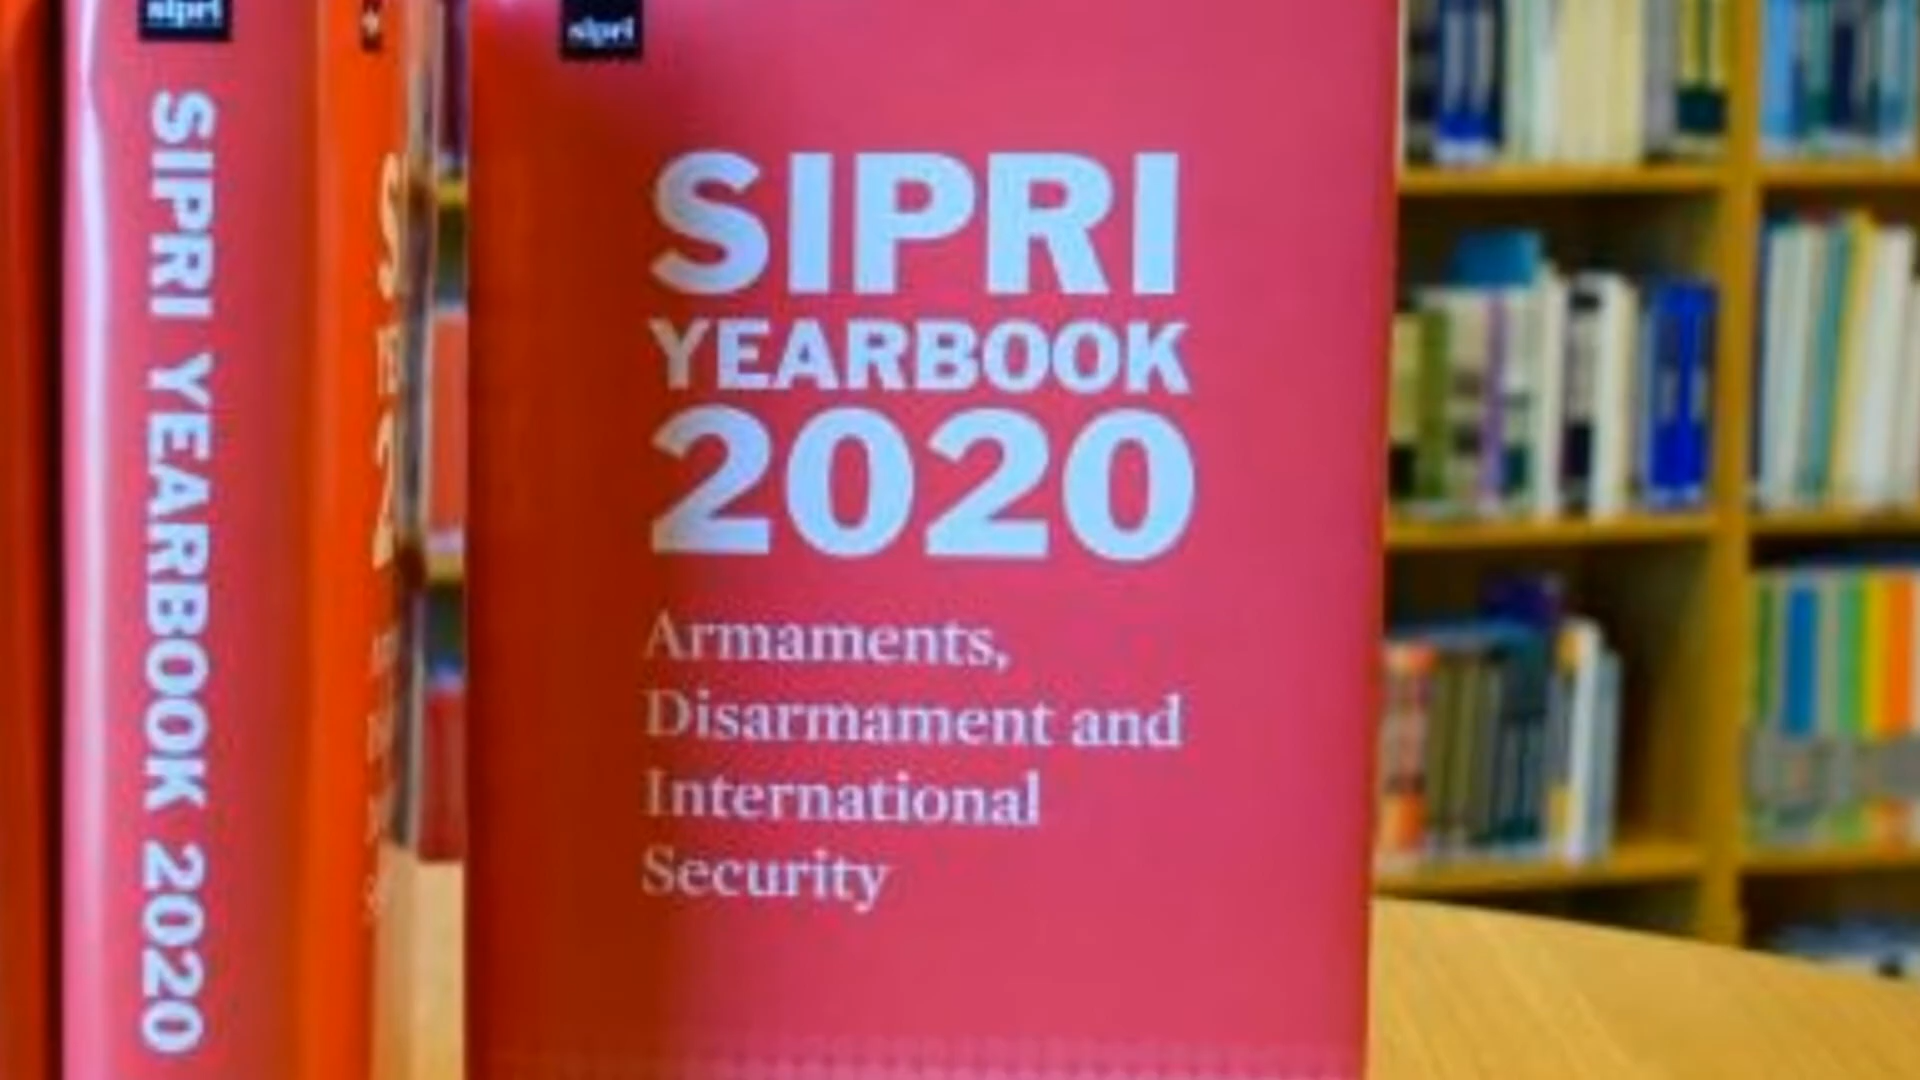 sipri
SIPRI YEARBOOK 2020
sipri
SIPRI
YEARBOOK
2020
Armaments,
Disarmament and
International
Security